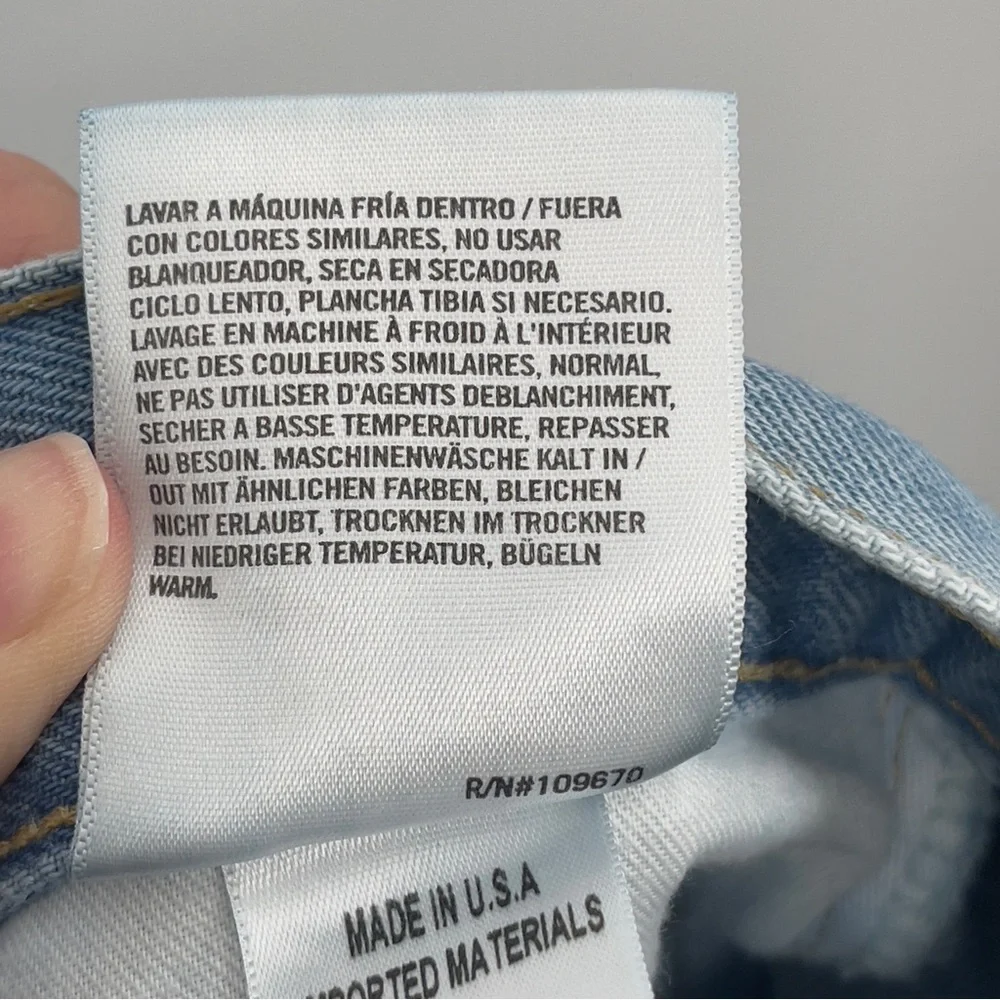 LAVAR A MÁQUINA FRÍA DENTRO / FUERA
CON COLORES SIMILARES, NO USAR
BLANQUEADOR, SECA EN SECADORA
CICLO LENTO, PLANCHA TIBIA SI NECESARIO.
LAVAGE EN MACHINE À FROID À L'INTÉRIEUR
AVEC DES COULEURS SIMILAIRES, NORMAL,
NE PAS UTILISER D'AGENTS DEBLANCHIMENT,
SECHER A BASSE TEMPERATURE, REPASSER
AU BESOIN. MASCHINENWÄSCHE KALT IN /
OUT MIT ÄHNLICHEN FARBEN, BLEICHEN
NICHT ERLAUBT, TROCKNEN IM TROCKNER
BEI NIEDRIGER TEMPERATUR, BÜGELN
WARM.
R/N#109670
MADE IN U.S.A
MATERIALS